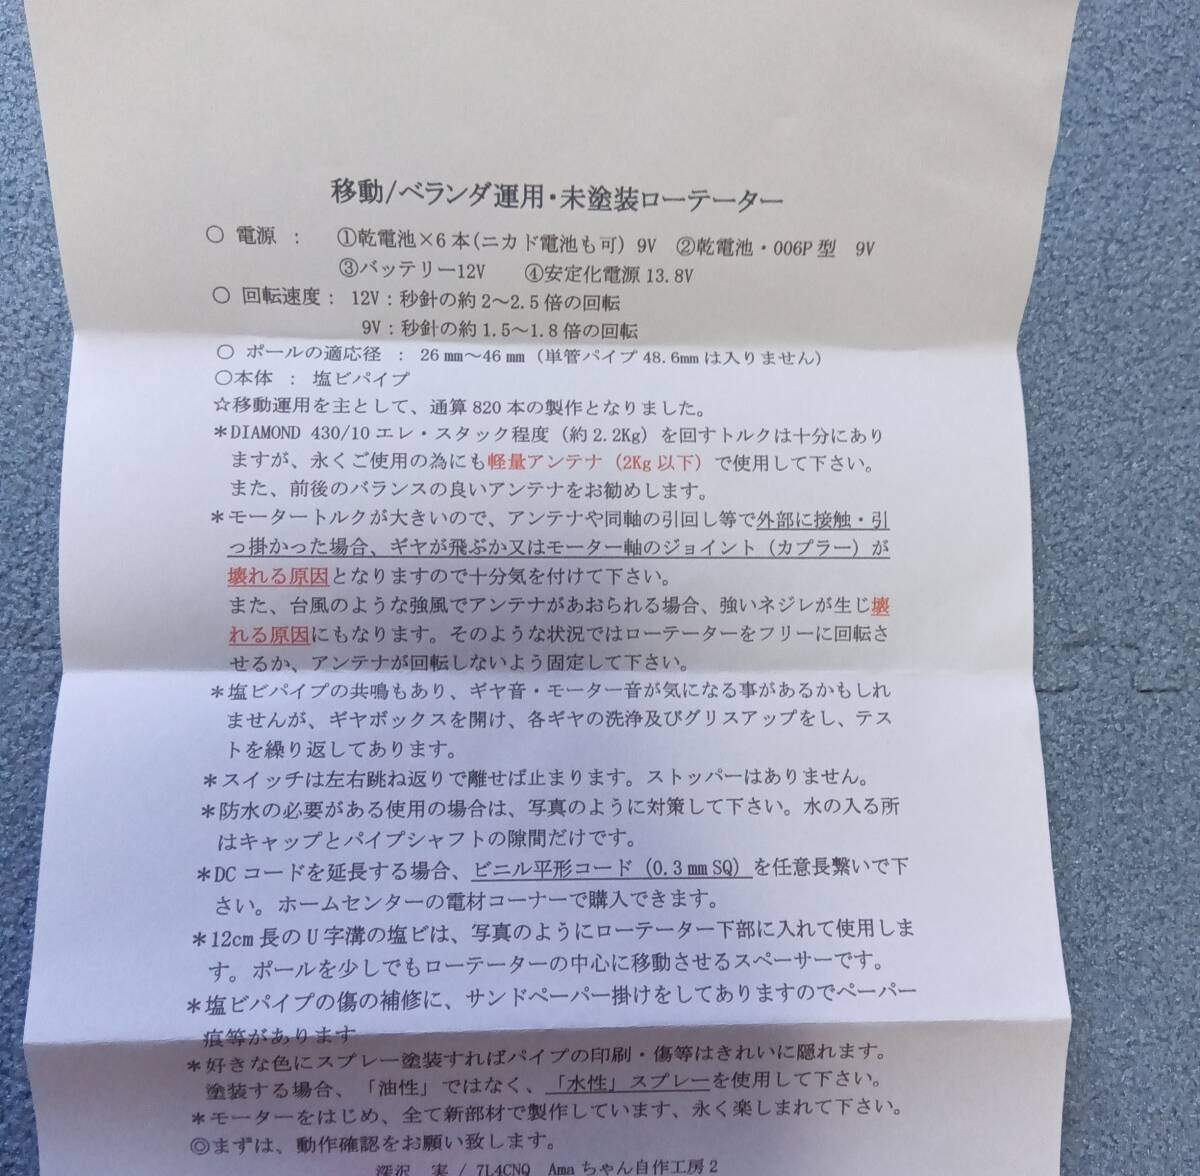 移動/ベランダ運用・未塗装ローテーター
○ 電源 : ①乾電池×6本(ニカド電池も可) 9V ②乾電池・006P型 9V
③バッテリー12V ④安定化電源13.8V
○ 回転速度: 12V:秒針の約2～2.5倍の回転
9V:秒針の約1.5～1.8倍の回転
○ ポールの適応径 : 26㎜～46㎜ (単管パイプ48.6㎜は入りません)
○本体 : 塩ビパイプ
☆移動運用を主として、通算820本の製作となりました。
*DIAMOND 430/10エレ・スタック程度(約2.2Kg)を回すトルクは十分にあり
ますが、永くご使用の為にも軽量アンテナ(2Kg以下)で使用して下さい。
また、前後のバランスの良いアンテナをお勧めします。
*モータートルクが大きいので、アンテナや同軸の引回し等で外部に接触・引
っ掛かった場合、ギヤが飛ぶか又はモーター軸のジョイント(カプラー)が
壊れる原因となりますので十分気を付けて下さい。
また、台風のような強風でアンテナがあおられる場合、強いネジレが生じ壊
れる原因にもなります。そのような状況ではローテーターをフリーに回転さ
せるか、アンテナが回転しないよう固定して下さい。
*塩ビパイプの共鳴もあり、ギヤ音・モーター音が気になる事があるかもしれ
ませんが、ギヤボックスを開け、各ギヤの洗浄及びグリスアップをし、テス
トを繰り返してあります。
*スイッチは左右跳ね返りで離せば止まります。ストッパーはありません。
*防水の必要がある使用の場合は、写真のように対策して下さい。水の入る所
はキャップとパイプシャフトの隙間だけです。
*DCコードを延長する場合、ビニル平形コード(0.3㎜SQ)を任意長繋いで下
さい。ホームセンターの電材コーナーで購入できます。
*12cm長のU字溝の塩ビは、写真のようにローテーター下部に入れて使用しま
す。ポールを少しでもローテーターの中心に移動させるスペーサーです。
*塩ビパイプの傷の補修に、サンドペーパー掛けをしてありますのでペーパー
痕等があります
*好きな色にスプレー塗装すればパイプの印刷・傷等はきれいに隠れます。
塗装する場合、「油性」ではなく、「水性」スプレーを使用して下さい。
*モーターをはじめ、全て新部材で製作しています、永く楽しまれて下さい。
◎まずは、動作確認をお願い致します。
深沢 実 / 7L4CNQ Amaちゃん自作工房2